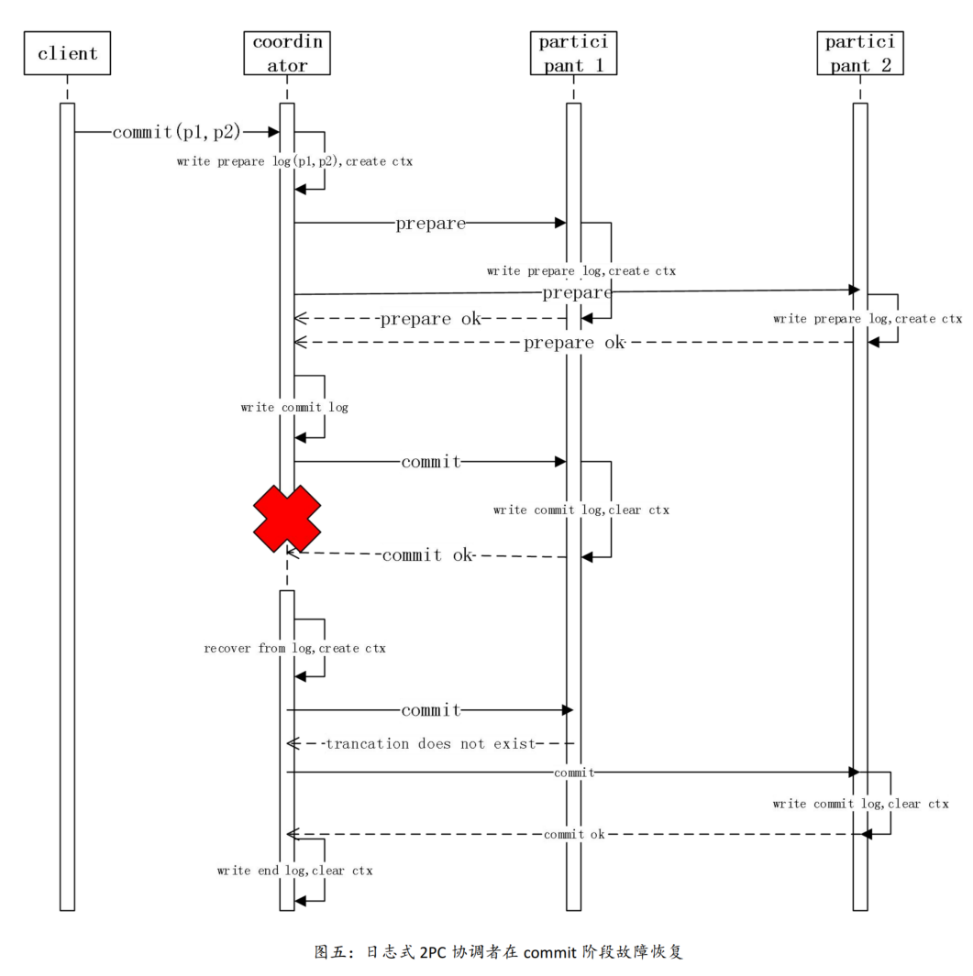 client
coordin
ator
partici
pant 1
partici
pant 2
commit(p1,p2)
write prepare log(p1,p2),create ctx
prepare
write prepare log,create ctx
prepare
prepare ok
write prepare log,create ctx
prepare ok
write commit log
commit
write commit log,clear ctx
commit ok
recover from log,create ctx
commit
trancation does not exist
commit
write commit log,clear ctx
commit ok
write end log,clear ctx
图五：日志式 2PC 协调者在 commit 阶段故障恢复